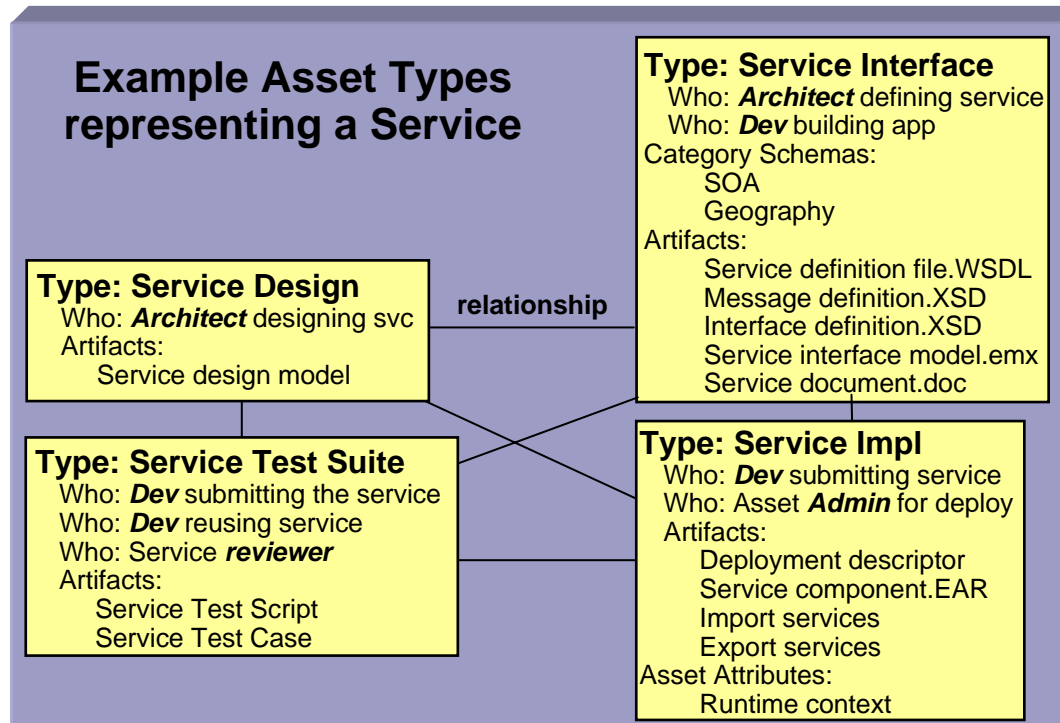 Example Asset Types
representing a Service
Type: Service Interface
Who: Architect defining service
Who: Dev building app
Category Schemas:
SOA
Geography
Artifacts:
Service definition file.WSDL
Message definition.XSD
Interface definition.XSD
Service interface model.emx
Service document.doc
Type: Service Design
Who: Architect designing svc
Artifacts:
Service design model
relationship
Type: Service Test Suite
Who: Dev submitting the service
Who: Dev reusing service
Who: Service reviewer
Artifacts:
Service Test Script
Service Test Case
Type: Service Impl
Who: Dev submitting service
Who: Asset Admin for deploy
Artifacts:
Deployment descriptor
Service component.EAR
Import services
Export services
Asset Attributes:
Runtime context